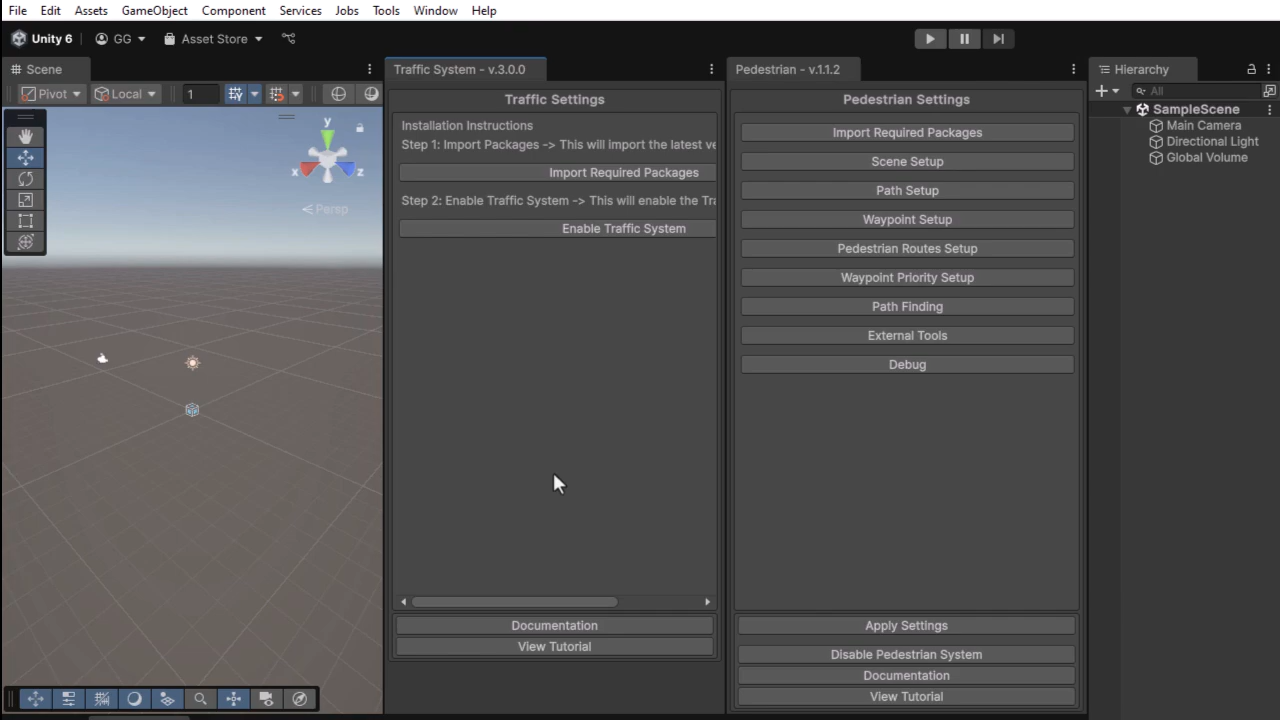 File Edit Assets GameObject Component Services Jobs Tools Window Help
Unity 6 GG Asset Store
Scene
Pivot Local 1
y
x z
Persp
Traffic System - v.3.0.0
Traffic Settings
Installation Instructions
Step 1: Import Packages -> This will import the latest ve
Import Required Packages
Step 2: Enable Traffic System -> This will enable the Tra
Enable Traffic System
Documentation
View Tutorial
Pedestrian - v.1.1.2
Pedestrian Settings
Import Required Packages
Scene Setup
Path Setup
Waypoint Setup
Pedestrian Routes Setup
Waypoint Priority Setup
Path Finding
External Tools
Debug
Apply Settings
Disable Pedestrian System
Documentation
View Tutorial
Hierarchy
All
SampleScene
Main Camera
Directional Light
Global Volume